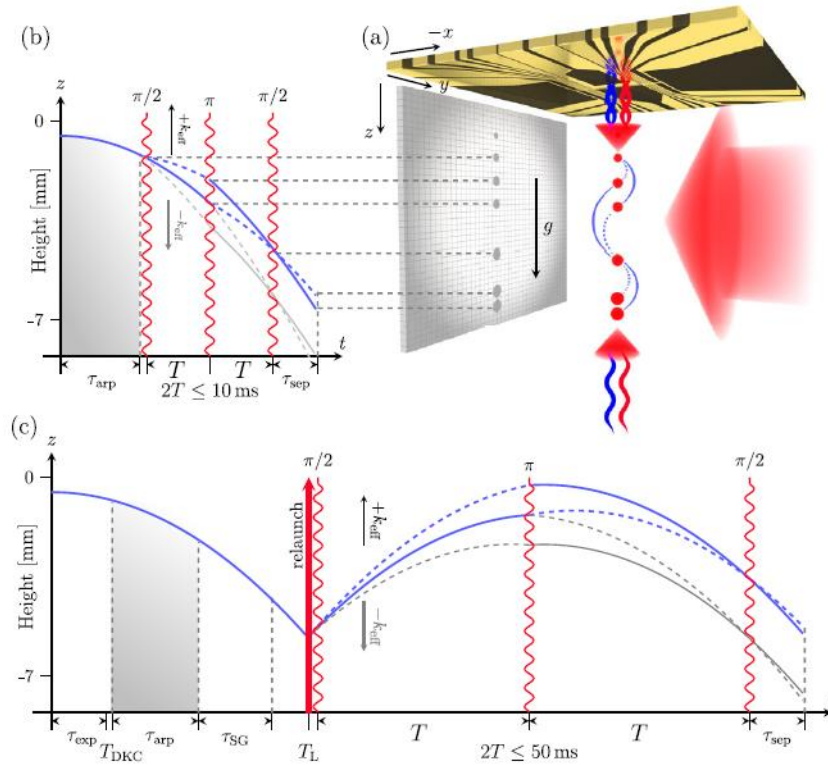 (b)
z
0
Height [mm]
-7
π/2
π
π/2
+k_eff
-k_eff
t
τ_arp
T
T
τ_sep
2T ≤ 10 ms
(a)
-x
y
z
g
(c)
z
0
Height [mm]
-7
relaunch
π/2
π
π/2
+k_eff
-k_eff
τ_exp
T_DKC
τ_arp
τ_SG
T_L
T
2T ≤ 50 ms
T
τ_sep